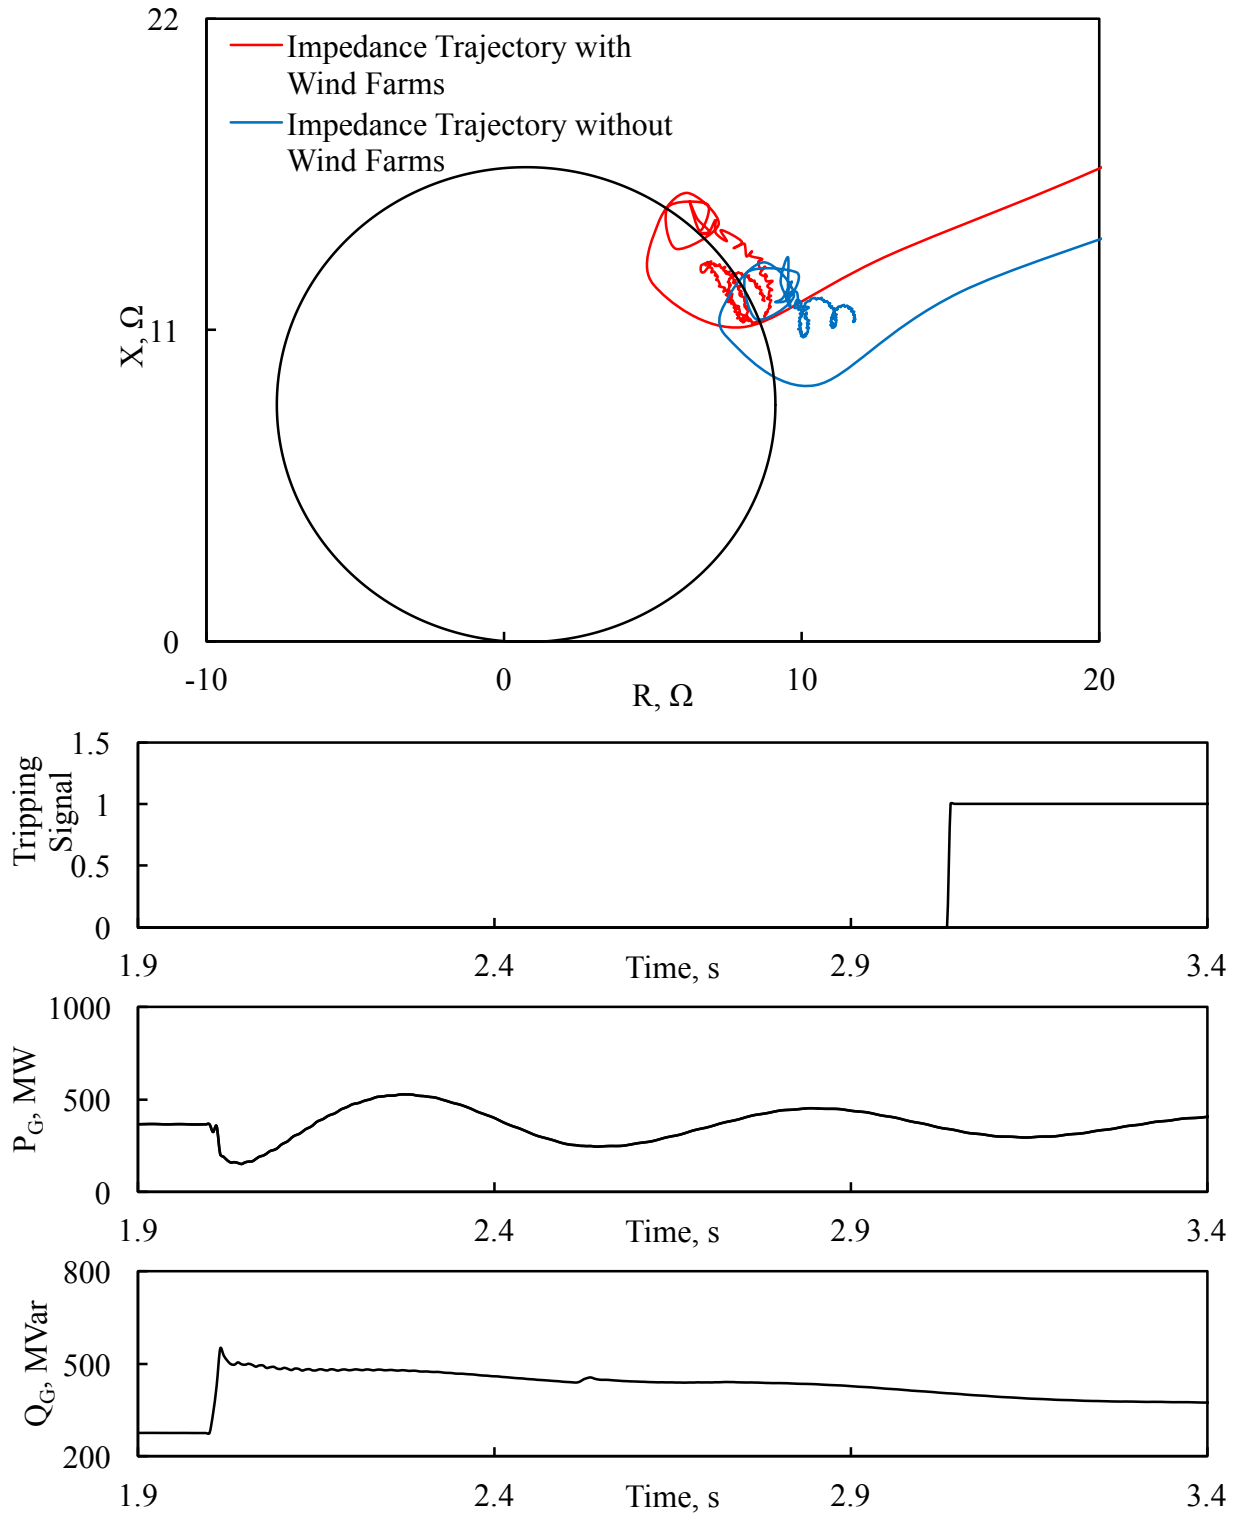 22
Impedance Trajectory with
Wind Farms
Impedance Trajectory without
Wind Farms
X, Ω
11
0
-10 0 10 20
R, Ω
Tripping
Signal
1.5
1
0.5
0
1.9 2.4 Time, s 2.9 3.4
P_G, MW
1000
500
0
1.9 2.4 Time, s 2.9 3.4
Q_G, MVar
800
500
200
1.9 2.4 Time, s 2.9 3.4